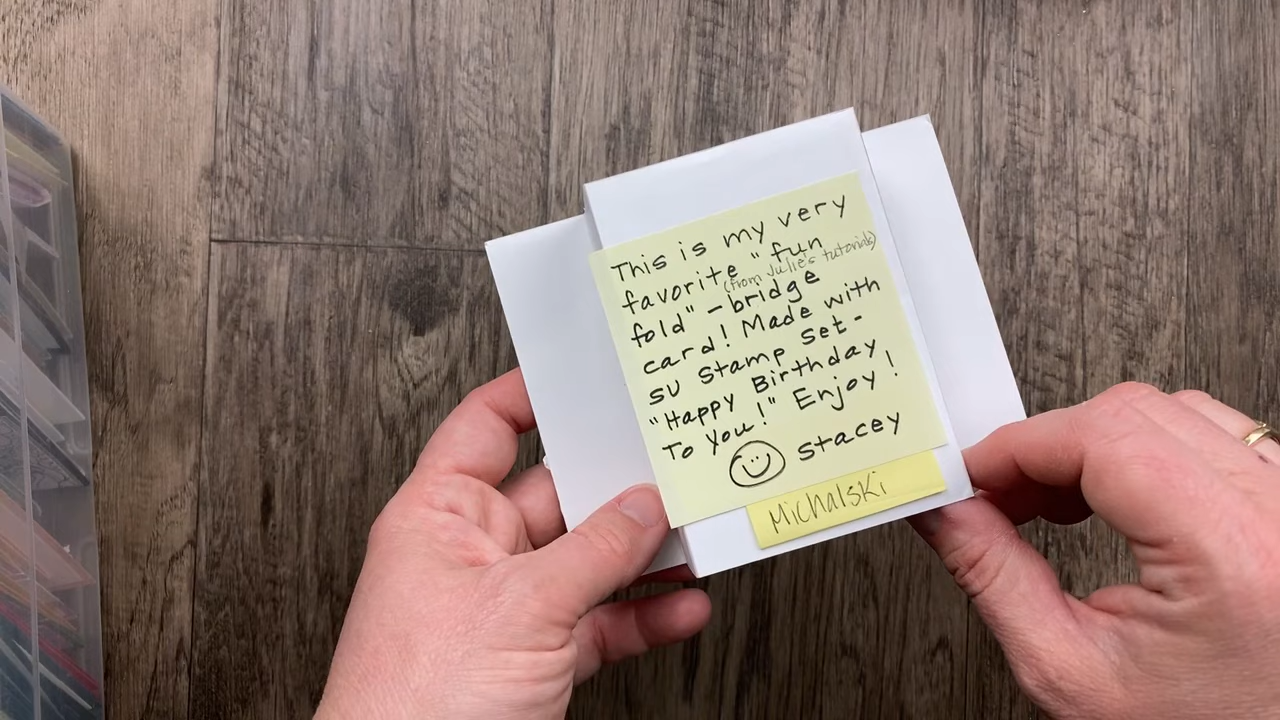 This is my very
favorite "fun
(from Julie's tutorials)
fold" - bridge
card! Made with
SU Stamp Set-
"Happy Birthday
To You!" Enjoy!
Stacey
Michalski